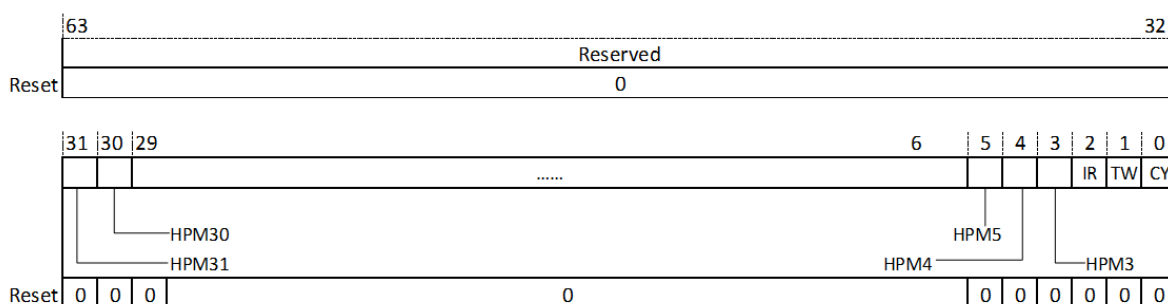 63 32
Reserved
Reset 0
31 30 29 6 5 4 3 2 1 0
...... IR TW CY
HPM30 HPM5
HPM31 HPM4 HPM3
Reset 0 0 0 0 0 0 0 0 0 0